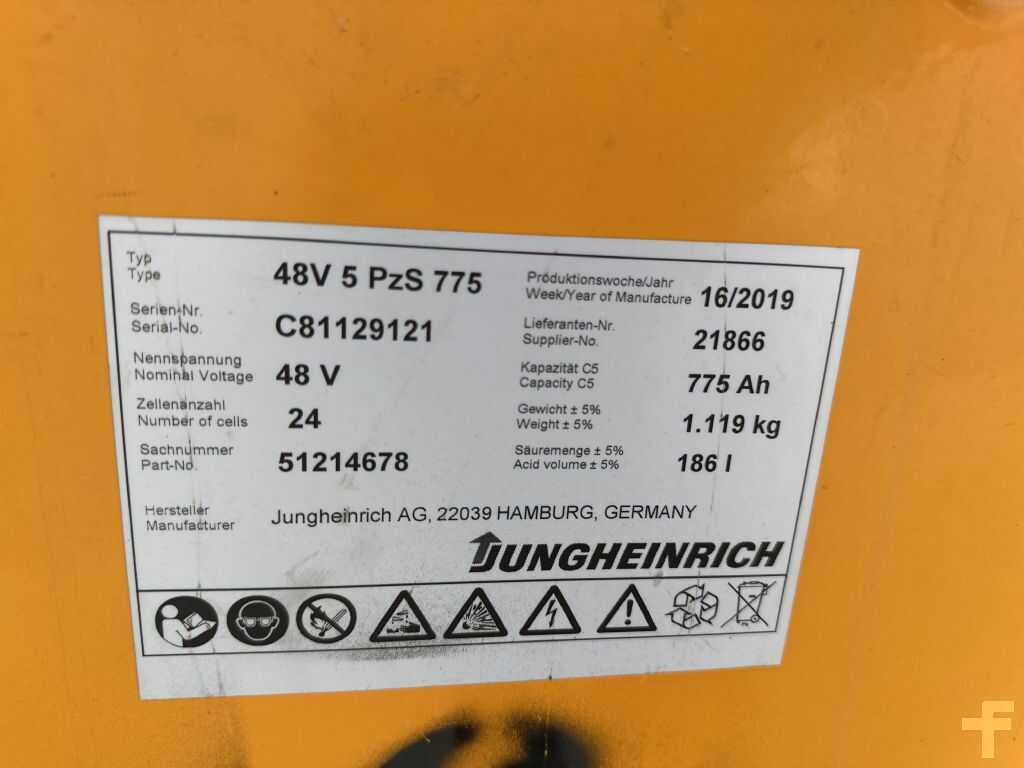 Typ
Type
48V 5 PzS 775
Serien-Nr.
Serial-No.
C81129121
Nennspannung
Nominal Voltage
48 V
Zellenanzahl
Number of cells
24
Sachnummer
Part-No.
51214678
Produktionswoche/Jahr
Week/Year of Manufacture
16/2019
Lieferanten-Nr.
Supplier-No.
21866
Kapazität C5
Capacity C5
775 Ah
Gewicht ± 5%
Weight ± 5%
1.119 kg
Säuremenge ± 5%
Acid volume ± 5%
186 l
Hersteller
Manufacturer
Jungheinrich AG, 22039 HAMBURG, GERMANY
JUNGHEINRICH